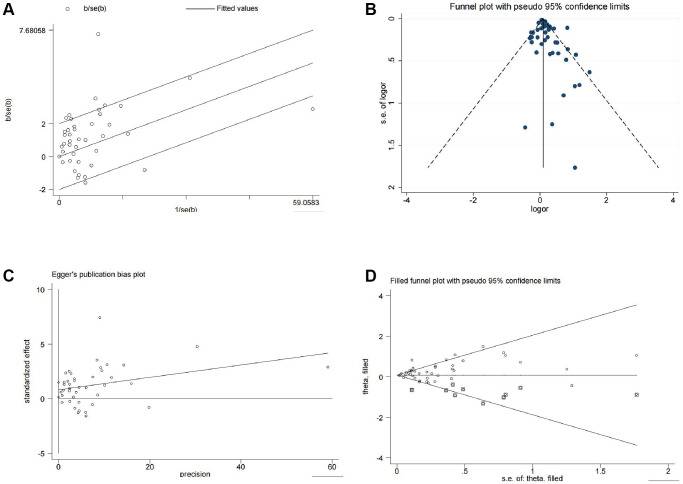 A
b/se(b)
Fitted values
7.68058
b/se(b)
2
0
-2
0
59.0583
1/se(b)
B
Funnel plot with pseudo 95% confidence limits
s.e. of logor
0
.5
1
1.5
2
-4
-2
0
2
4
logor
C
Egger's publication bias plot
standardized effect
10
5
0
-5
0
20
40
60
precision
D
Filled funnel plot with pseudo 95% confidence limits
theta, filled
4
2
0
-2
-4
0
.5
1
1.5
2
s.e. of: theta, filled